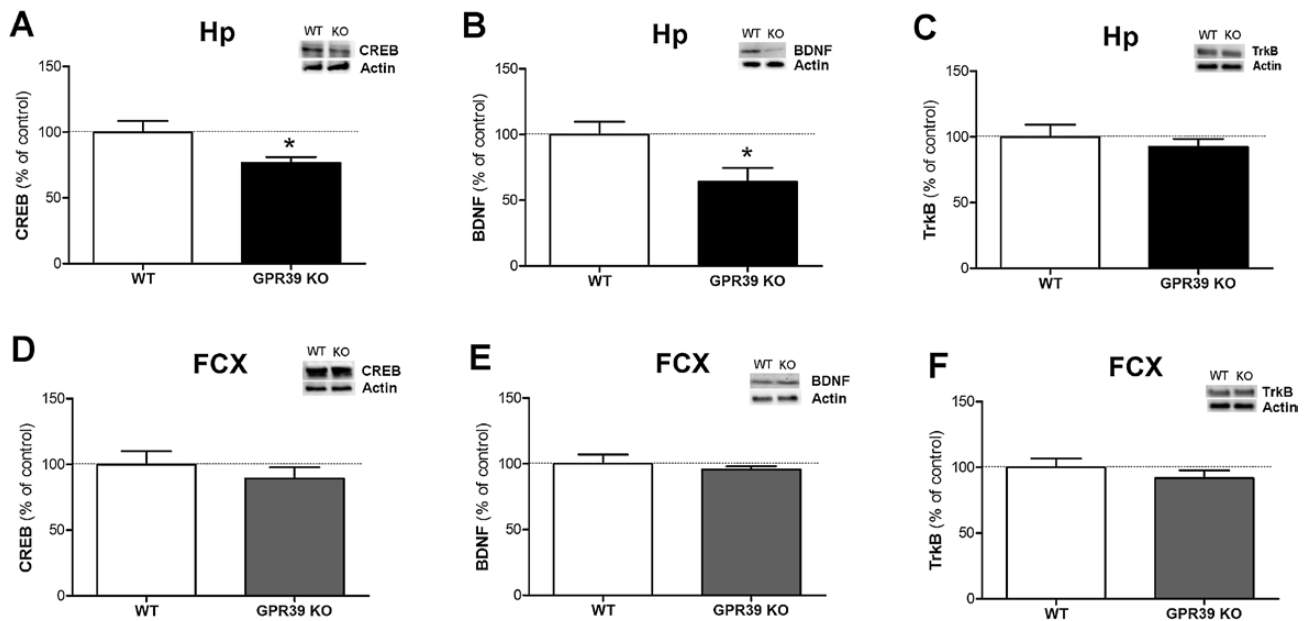 A
Hp
WT KO
CREB
Actin
CREB (% of control)
150
100
50
0
*
WT
GPR39 KO
B
Hp
WT KO
BDNF
Actin
BDNF (% of control)
150
100
50
0
*
WT
GPR39 KO
C
Hp
WT KO
TrkB
Actin
TrkB (% of control)
150
100
50
0
WT
GPR39 KO
D
FCX
WT KO
CREB
Actin
CREB (% of control)
150
100
50
0
WT
GPR39 KO
E
FCX
WT KO
BDNF
Actin
BDNF (% of control)
150
100
50
0
WT
GPR39 KO
F
FCX
WT KO
TrkB
Actin
TrkB (% of control)
150
100
50
0
WT
GPR39 KO